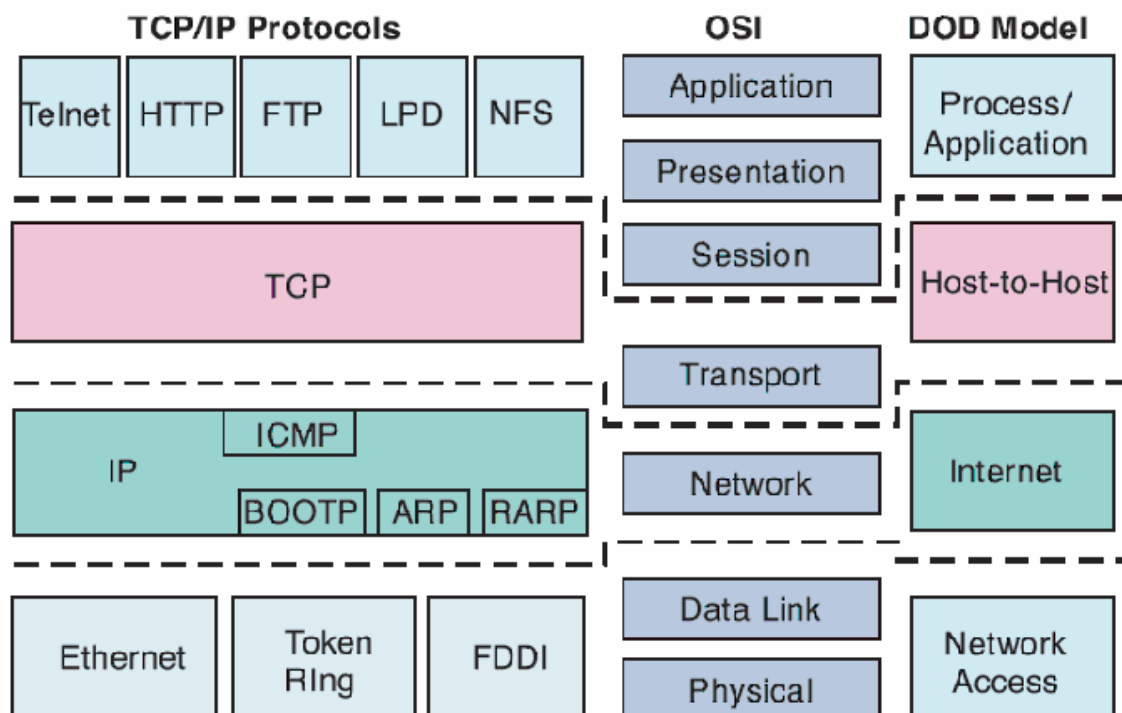 TCP/IP Protocols
OSI
DOD Model
Telnet
HTTP
FTP
LPD
NFS
Application
Presentation
Session
Process/
Application
TCP
Transport
Host-to-Host
IP
ICMP
BOOTP
ARP
RARP
Network
Internet
Ethernet
Token
RIng
FDDI
Data Link
Physical
Network
Access